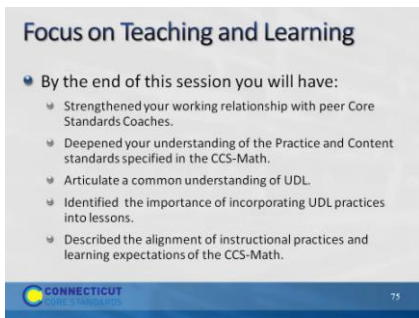 Focus on Teaching and Learning
By the end of this session you will have:
Strengthened your working relationship with peer Core
Standards Coaches.
Deepened your understanding of the Practice and Content
standards specified in the CCS-Math.
Articulate a common understanding of UDL.
Identified the importance of incorporating UDL practices
into lessons.
Described the alignment of instructional practices and
learning expectations of the CCS-Math.
CONNECTICUT
CORE STANDARDS
75